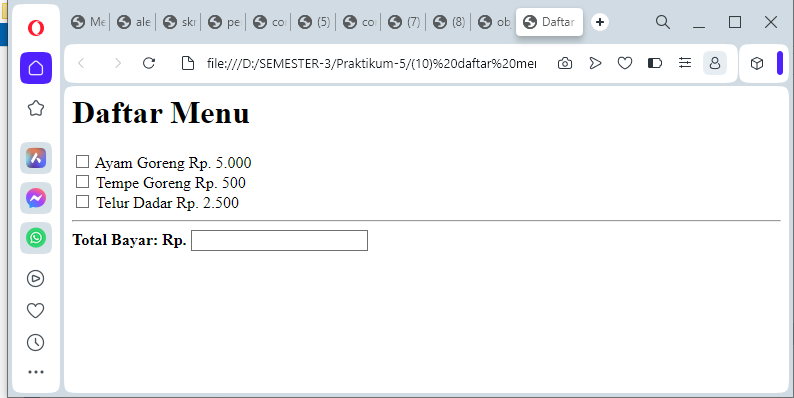 Me ale skr pe co (5) co (7) (8) ob Daftar
file:///D:/SEMESTER-3/Praktikum-5/(10)%20daftar%20mer
Daftar Menu
Ayam Goreng Rp. 5.000
Tempe Goreng Rp. 500
Telur Dadar Rp. 2.500
Total Bayar: Rp.